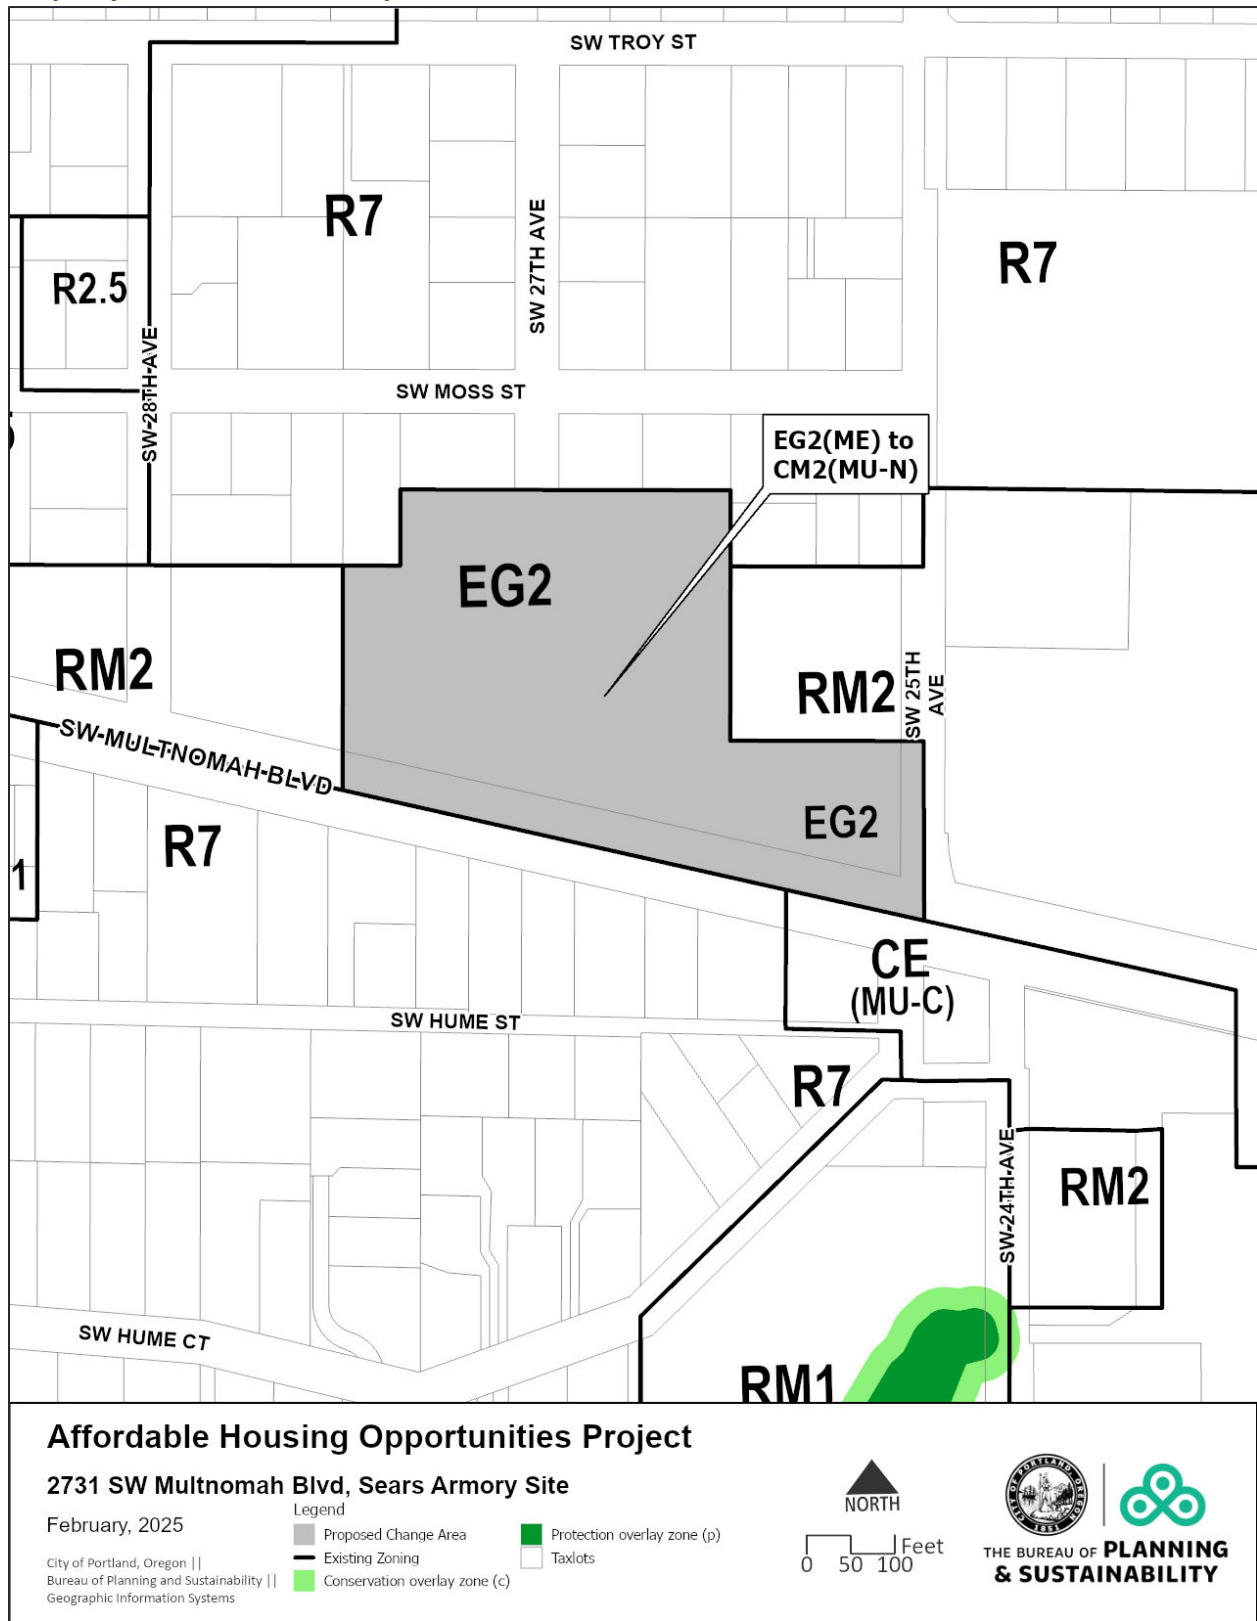 SW TROY ST
R7
SW 27TH AVE
R7
R2.5
SW 28TH AVE
SW MOSS ST
EG2(ME) to
CM2(MU-N)
EG2
RM2
RM2
SW 25TH
AVE
SW MULTNOMAH BLVD
EG2
R7
1
CE
(MU-C)
SW HUME ST
R7
SW 24TH AVE
RM2
SW HUME CT
RM1
Affordable Housing Opportunities Project
2731 SW Multnomah Blvd, Sears Armory Site
February, 2025
City of Portland, Oregon ||
Bureau of Planning and Sustainability ||
Geographic Information Systems
Legend
Proposed Change Area
Existing Zoning
Conservation overlay zone (c)
Protection overlay zone (p)
Taxlots
NORTH
Feet
0 50 100
CITY OF PORTLAND, OREGON
1851
THE BUREAU OF PLANNING
& SUSTAINABILITY